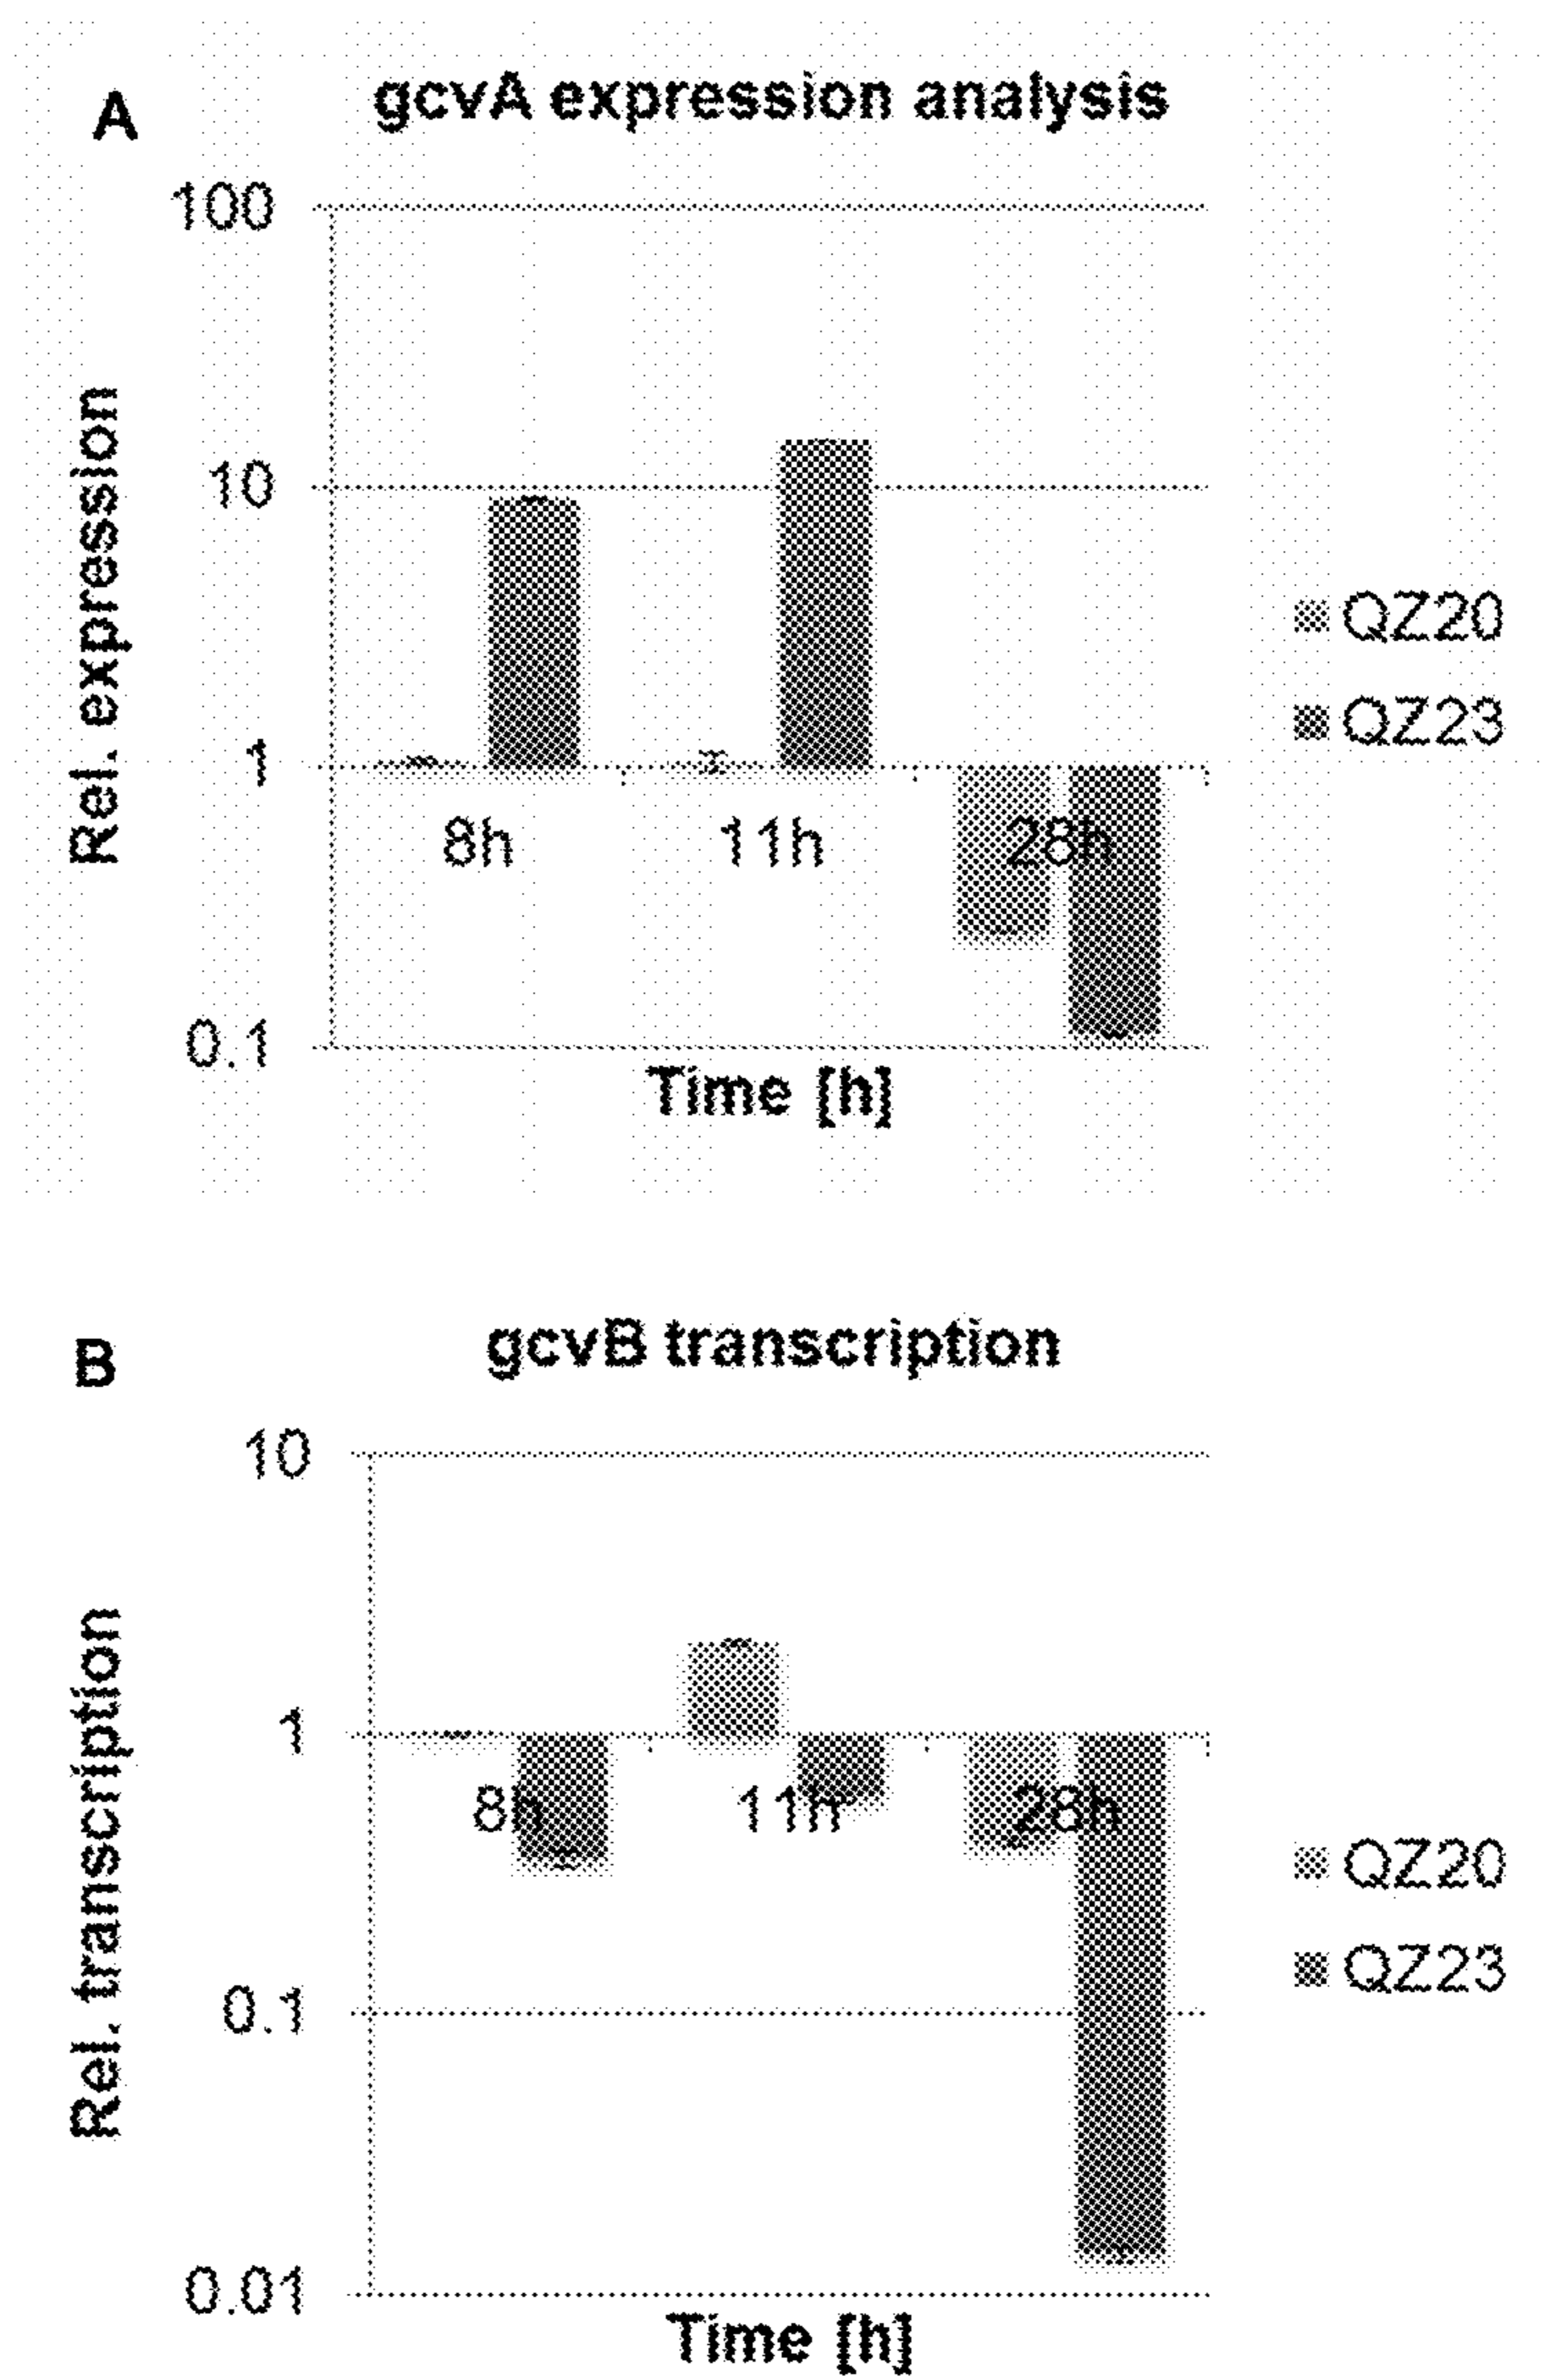 A
gcvA expression analysis
100
10
1
0.1
Rel. expression
8h
11h
28h
Time [h]
QZ20
QZ23
B
gcvB transcription
10
1
0.1
0.01
Rel. transcription
8h
11h
28h
Time [h]
QZ20
QZ23